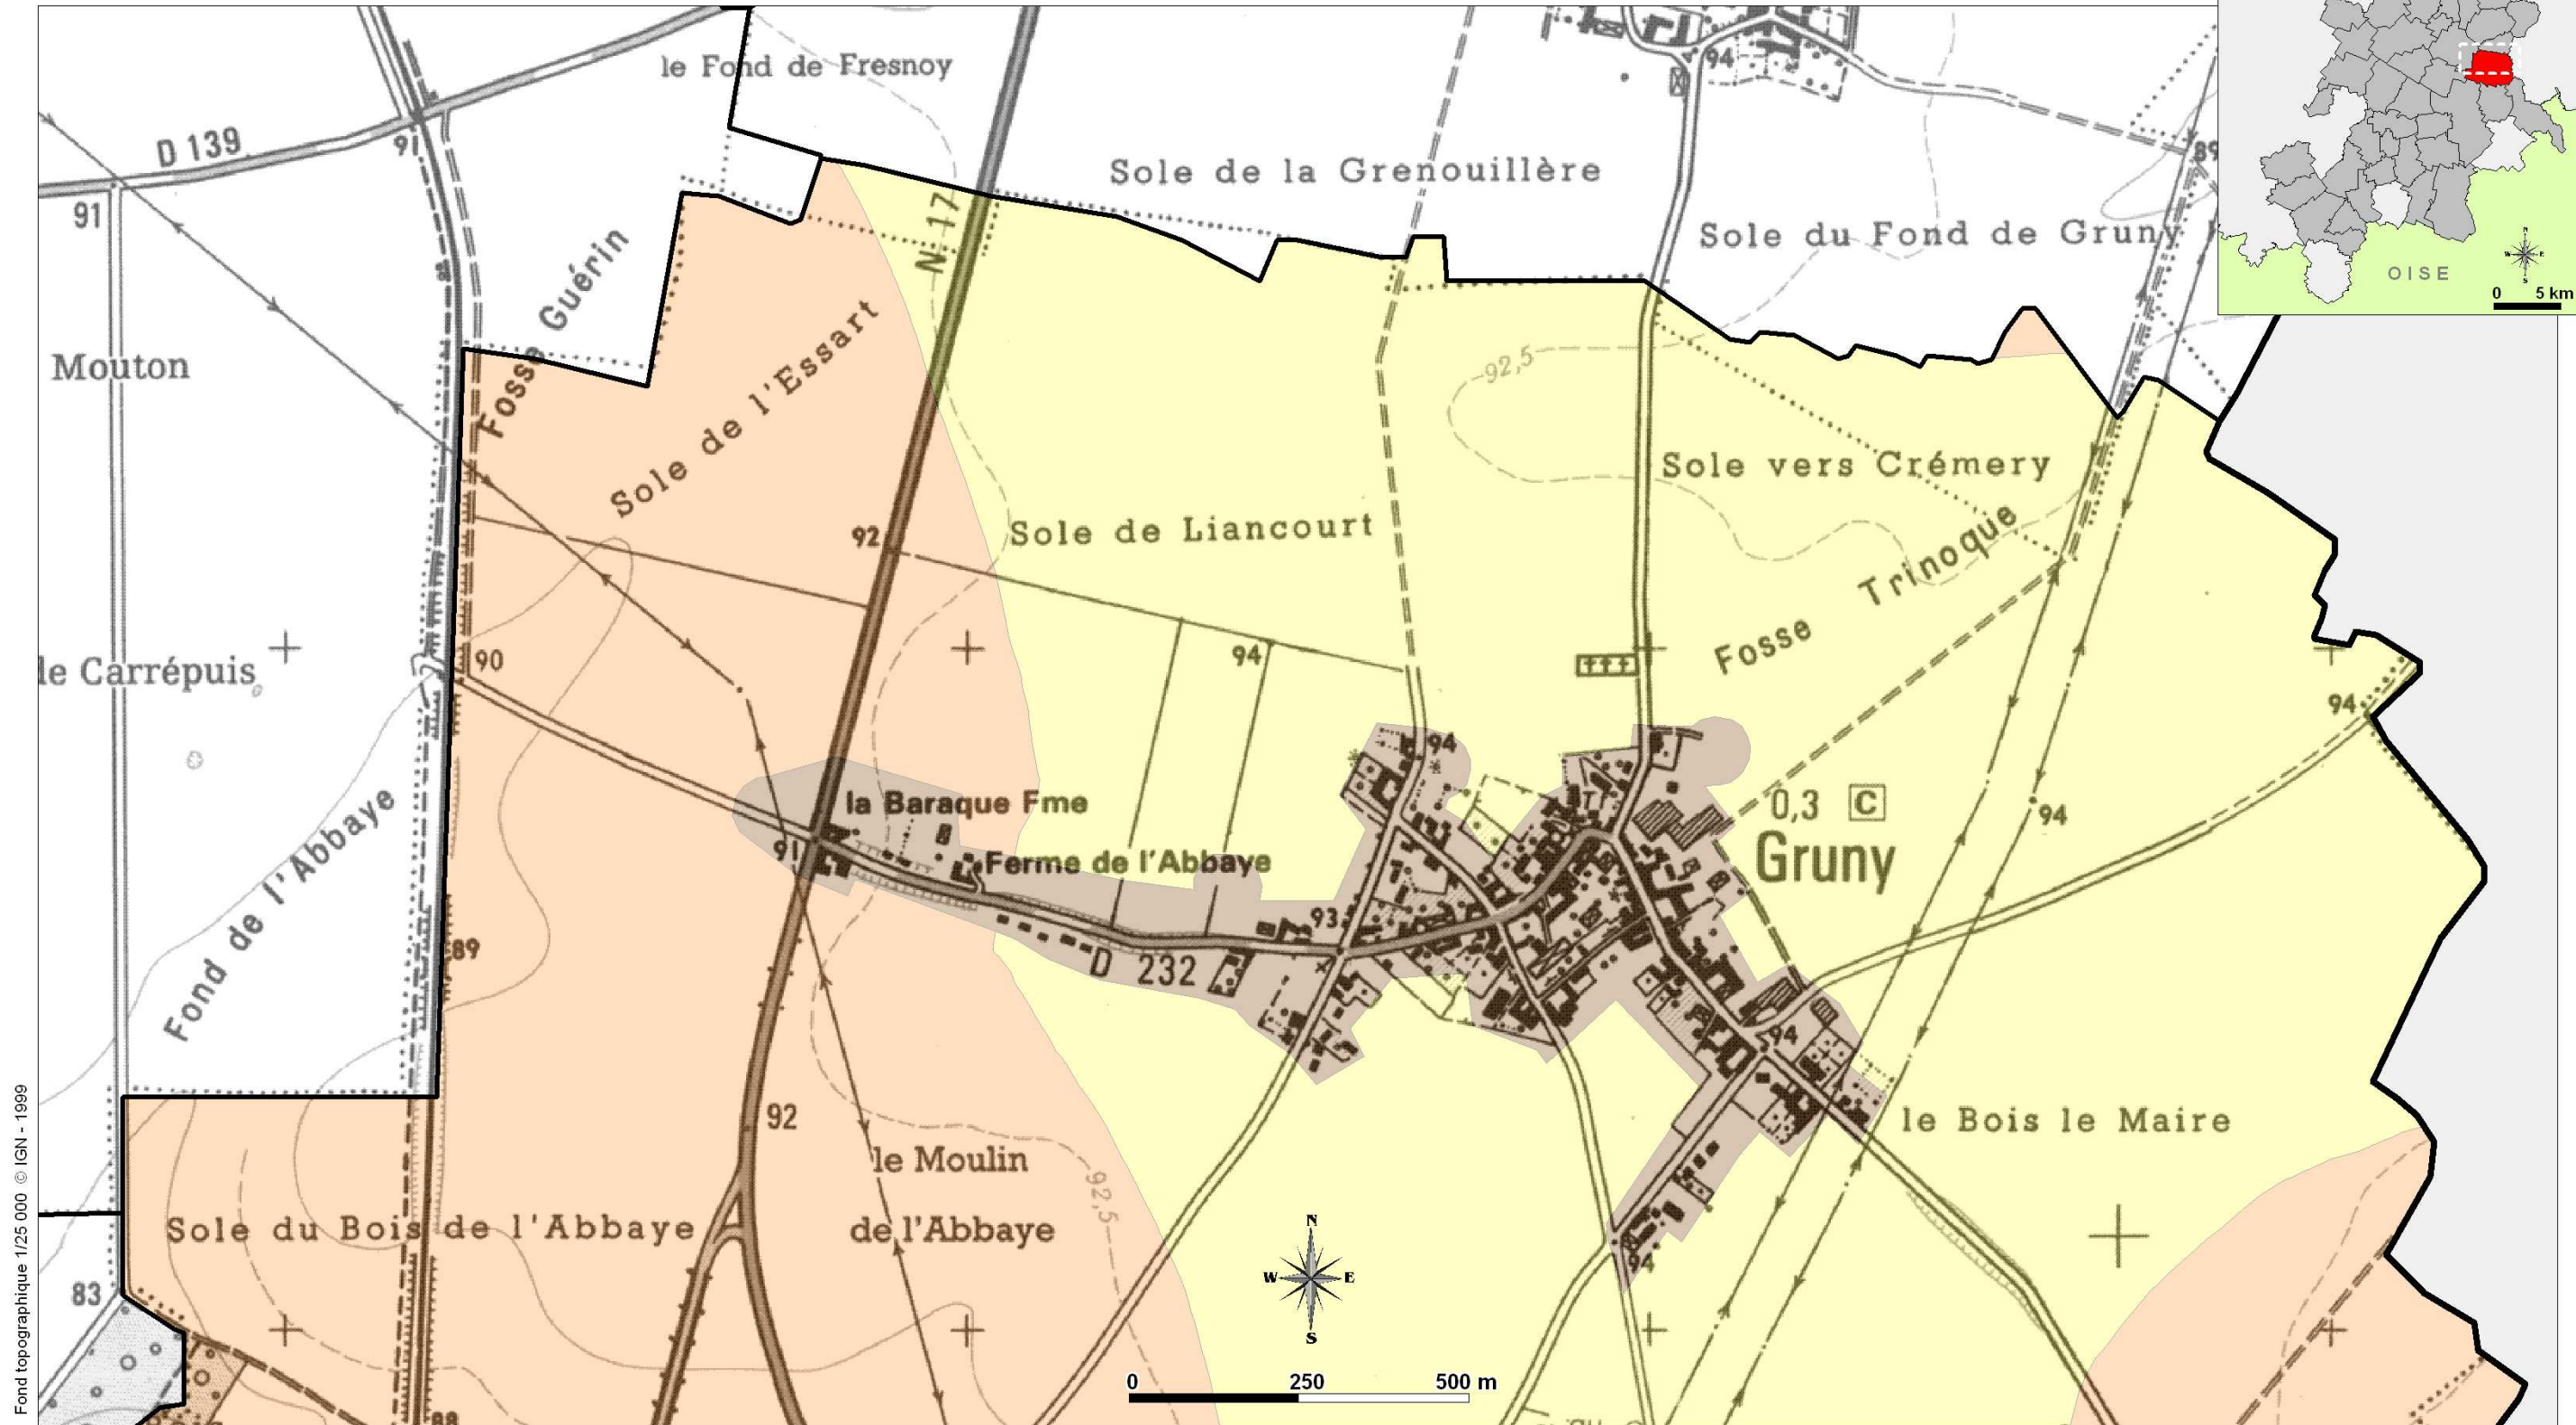 le Fond de Fresnoy
94
D 139
91
Sole de la Grenouillère
89
91
N 17
Sole du Fond de Gruny
OISE
0 5 km
Fosse Guérin
Mouton
92,5
Sole de l'Essart
Sole vers Crémery
92
Sole de Liancourt
Fosse Trinoque
94
90
le Carrépuis
94
94
la Baraque Fme
0,3 C
94
91
Ferme de l'Abbaye
Gruny
Fond de l'Abbaye
93
89
D 232
94
92
le Bois le Maire
le Moulin
de l'Abbaye
92,5
Sole du Bois de l'Abbaye
N
W E
S
94
83
0 250 500 m
88
Fond topographique 1/25 000 © IGN - 1999